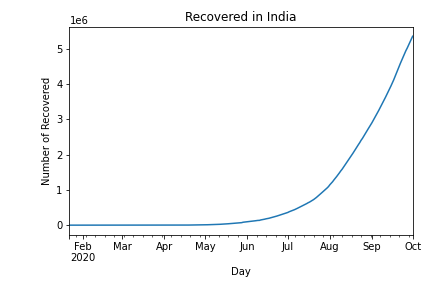 Recovered in India
1e6
5
4
3
2
1
0
Number of Recovered
Feb Mar Apr May Jun Jul Aug Sep Oct
2020
Day